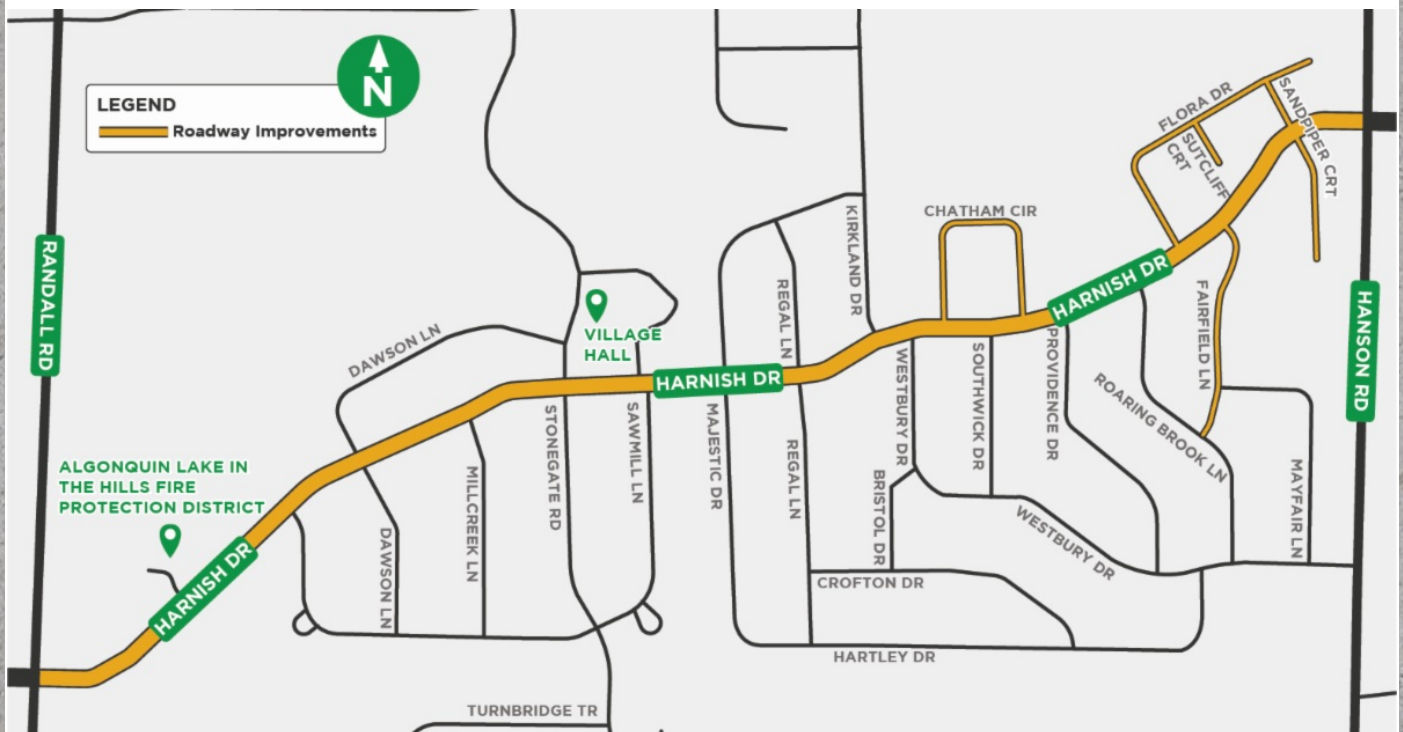 N
LEGEND
Roadway Improvements
RANDALL RD
HANSON RD
FLORA DR
SANDPIPER CRT
SUTCLIFF
CRT
CHATHAM CIR
KIRKLAND DR
HARNISH DR
REGAL LN
FAIRFIELD LN
VILLAGE
HALL
DAWSON LN
HARNISH DR
WESTBURY DR
SOUTHWICK DR
PROVIDENCE DR
ROARING BROOK LN
STONEGATE RD
SAWMILL LN
MAJESTIC DR
REGAL LN
ALGONQUIN LAKE IN
THE HILLS FIRE
PROTECTION DISTRICT
MILLCREEK LN
BRISTOL DR
MAYFAIR LN
WESTBURY DR
DAWSON LN
HARNISH DR
CROFTON DR
HARTLEY DR
TURNBRIDGE TR